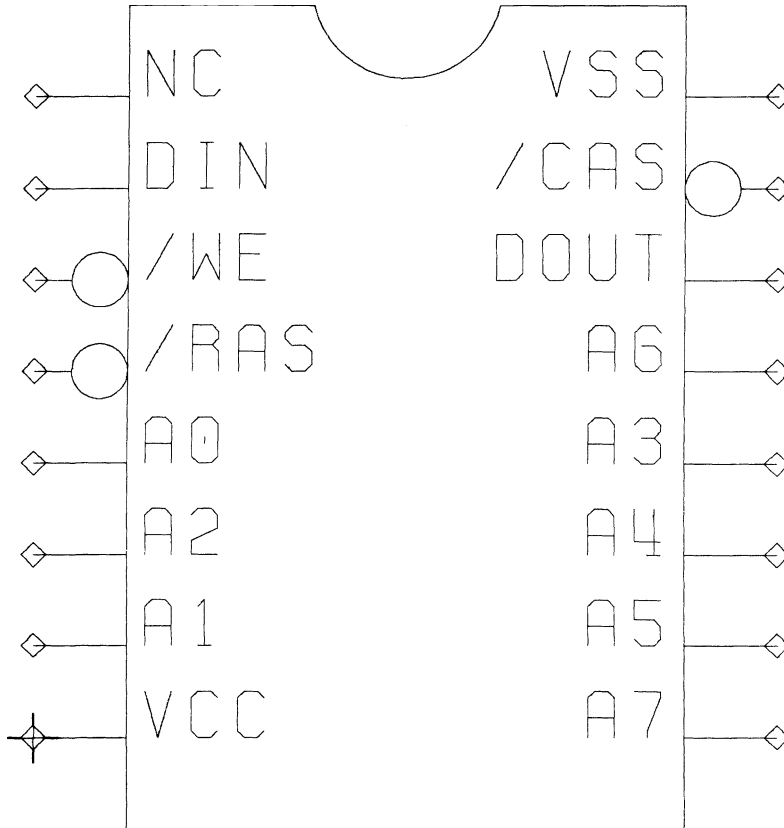 NC VSS
DIN /CAS
/WE DOUT
/RAS A6
A0 A3
A2 A4
A1 A5
VCC A7